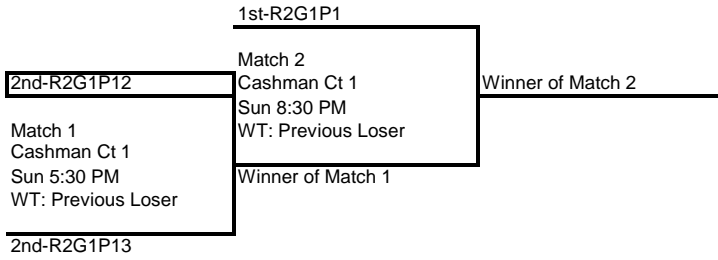 1st-R2G1P1
Match 2
2nd-R2G1P12
Cashman Ct 1
Winner of Match 2
Sun 8:30 PM
Match 1
WT: Previous Loser
Cashman Ct 1
Sun 5:30 PM
Winner of Match 1
WT: Previous Loser
2nd-R2G1P13